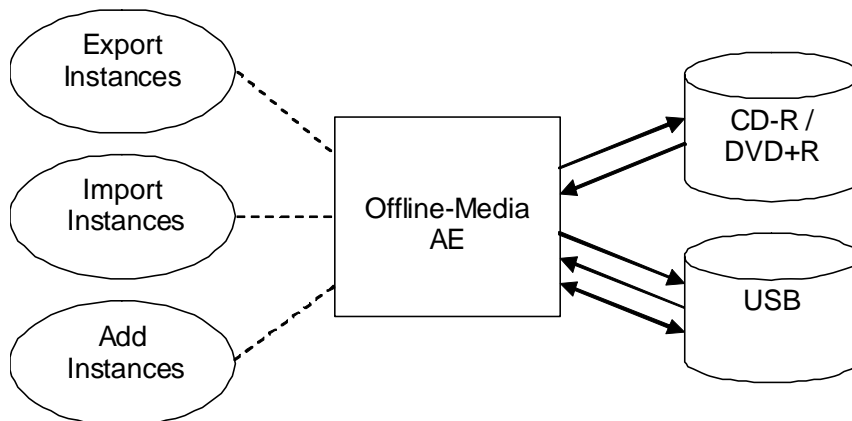 Export
Instances
Import
Instances
Add
Instances
Offline-Media
AE
CD-R /
DVD+R
USB